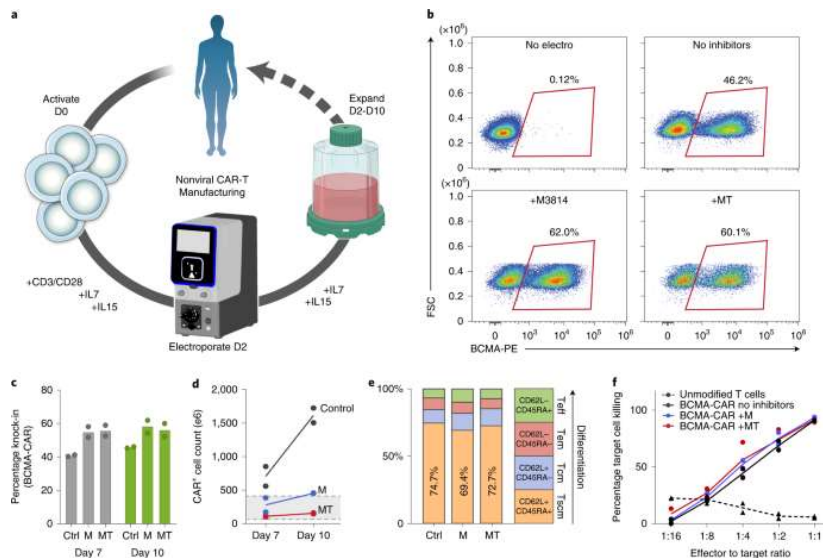 a
Activate
D0
Expand
D2-D10
Nonviral CAR-T
Manufacturing
+CD3/CD28
+IL7
+IL15
+IL7
+IL15
Electroporate D2
b
(×10⁶)
No electro
No inhibitors
1.0
0.8
0.6
0.4
0.2
0
0.12%
46.2%
(×10⁶)
+M3814
+MT
1.0
0.8
0.6
0.4
0.2
0
62.0%
60.1%
0 10³ 10⁴ 10⁵ 10⁶
0 10³ 10⁴ 10⁵ 10⁶
FSC
BCMA-PE
c
Percentage knock-in
(BCMA-CAR)
80
60
40
20
0
Ctrl M MT Ctrl M MT
Day 7 Day 10
d
CAR⁺ cell count (e6)
2,000
1,500
1,000
500
0
Control
M
MT
Day 7 Day 10
e
100%
50%
0
74.7%
69.4%
72.7%
Ctrl M MT
CD62L−
CD45RA+
Teff
CD62L−
CD45RA−
Tem
CD62L+
CD45RA−
Tcm
CD62L+
CD45RA+
Tscm
Differentiation
f
Unmodified T cells
BCMA-CAR no inhibitors
BCMA-CAR +M
BCMA-CAR +MT
Percentage target cell killing
100
50
0
1:16 1:8 1:4 1:2 1:1
Effector to target ratio